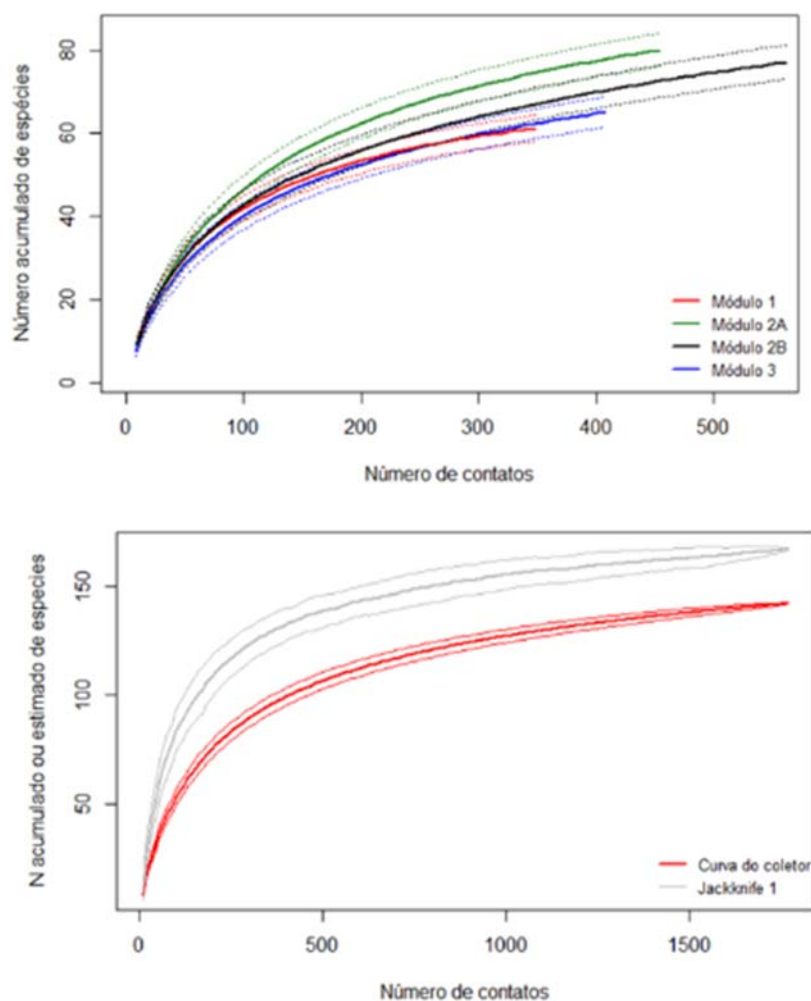 Número acumulado de espécies
80
60
40
20
0
Módulo 1
Módulo 2A
Módulo 2B
Módulo 3
0 100 200 300 400 500
Número de contatos
N acumulado ou estimado de especies
150
100
50
Curva do coletor
Jackknife 1
0 500 1000 1500
Número de contatos